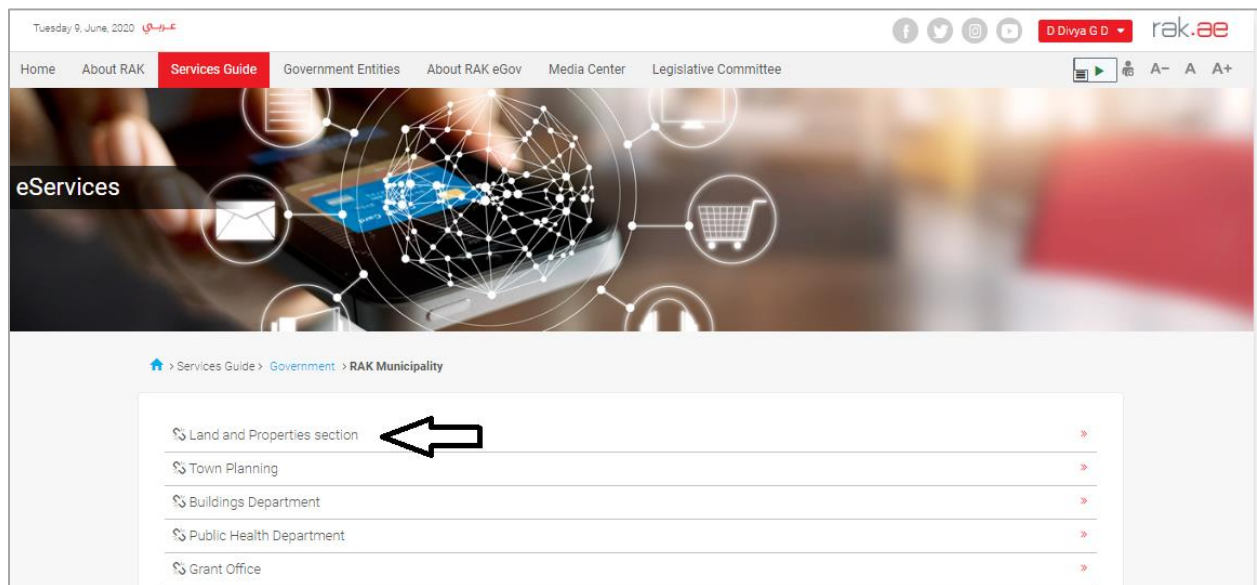 Tuesday 9, June, 2020 عـربـي
D Divya G D
rak.ae
Home About RAK Services Guide Government Entities About RAK eGov Media Center Legislative Committee A- A A+
eServices
Card
> Services Guide > Government > RAK Municipality
Land and Properties section »
Town Planning »
Buildings Department »
Public Health Department »
Grant Office »